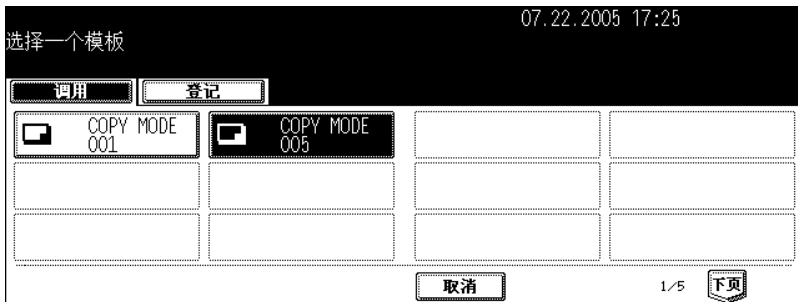 07.22.2005 17:25
选择一个模板
调用 登记
COPY MODE 001
COPY MODE 005
取消 1/5 下页